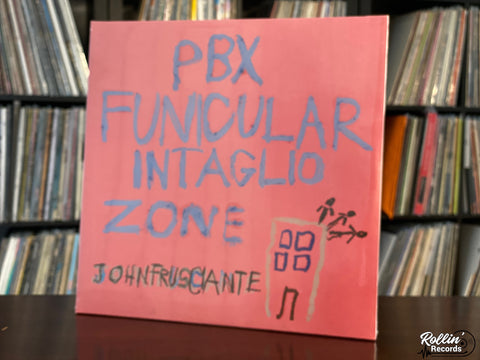 PBX
FUNICULAR
INTAGLIO
ZONE
JOHNFRUSCIANTE
Rollin'
Records